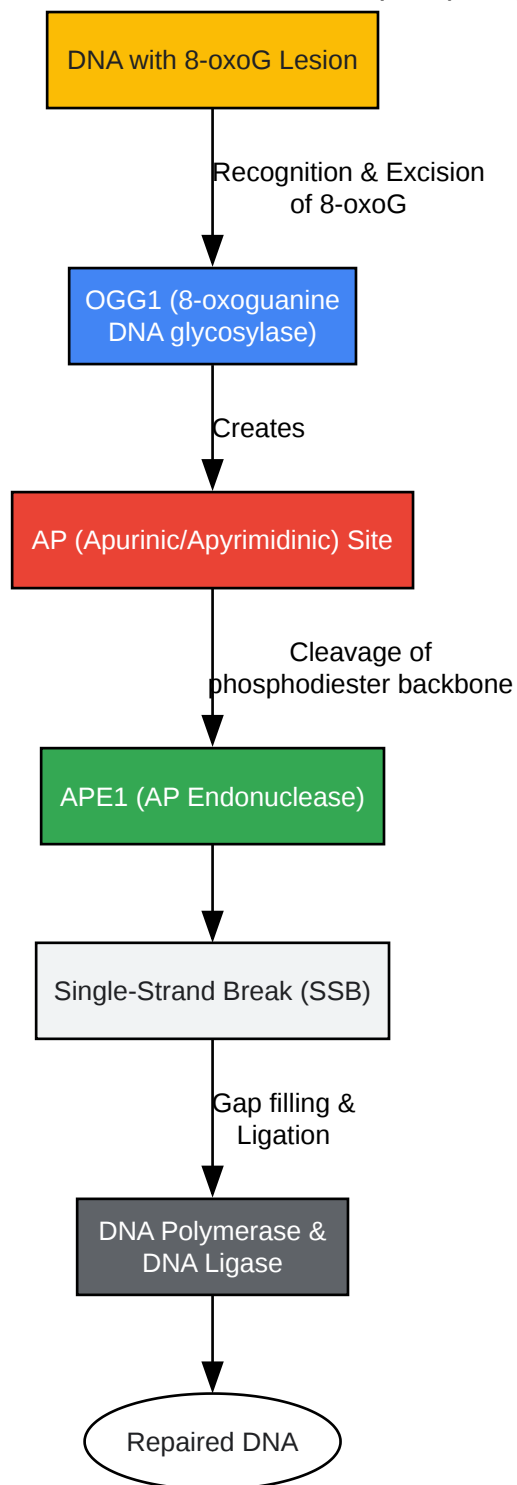 DNA with 8-oxoG Lesion
Recognition & Excision
of 8-oxoG
OGG1 (8-oxoguanine
DNA glycosylase)
Creates
AP (Apurinic/Apyrimidinic) Site
Cleavage of
phosphodiester backbone
APE1 (AP Endonuclease)
Single-Strand Break (SSB)
Gap filling &
Ligation
DNA Polymerase &
DNA Ligase
Repaired DNA